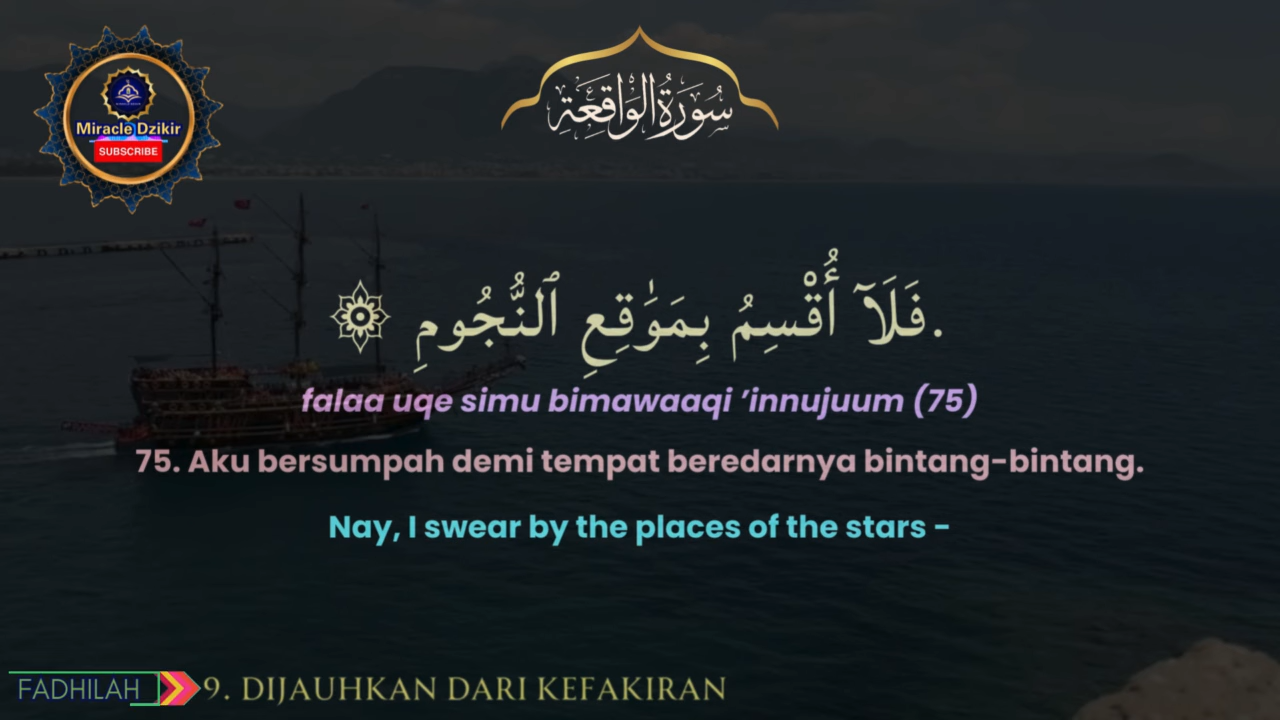 Miracle Dzikir
SUBSCRIBE
سُورَةُ الْوَاقِعَةِ
فَلَآ أُقْسِمُ بِمَوَٰقِعِ ٱلنُّجُومِ.
falaa uqe simu bimawaaqi ’innujuum (75)
75. Aku bersumpah demi tempat beredarnya bintang-bintang.
Nay, I swear by the places of the stars -
FADHILAH 9. DIJAUHKAN DARI KEFAKIRAN